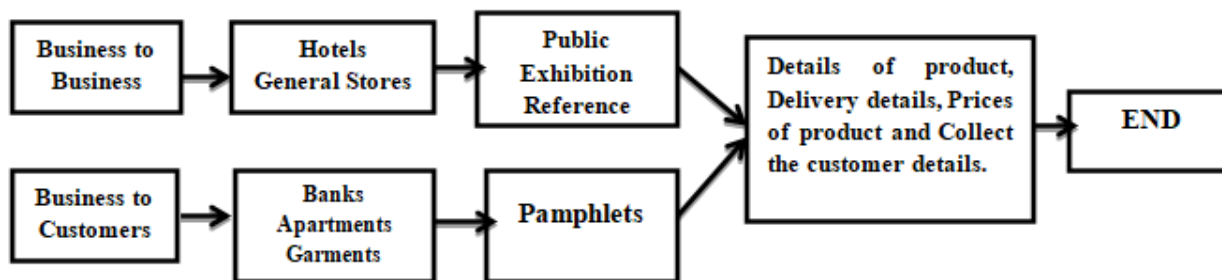 Business to
Business
Hotels
General Stores
Public
Exhibition
Reference
Details of product,
Delivery details, Prices
of product and Collect
the customer details.
END
Business to
Customers
Banks
Apartments
Garments
Pamphlets